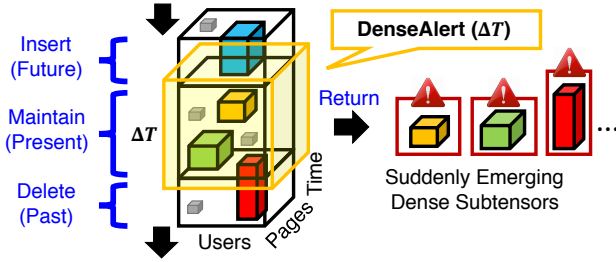 Insert
(Future)
Maintain
(Present)
Delete
(Past)
ΔT
Users
Pages
Time
DenseAlert (ΔT)
Return
!
!
!
...
Suddenly Emerging
Dense Subtensors